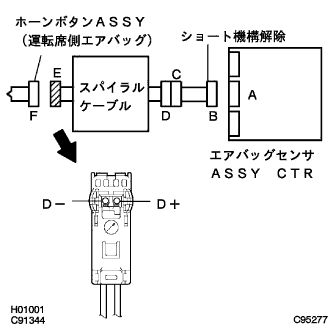 ホーンボタンASSY
(運転席側エアバッグ)
ショート機構解除
E
スパイラル
ケーブル
C
F
D
B
A
エアバッグセンサ
ASSY CTR
D−
D+
H01001
C91344
C95277